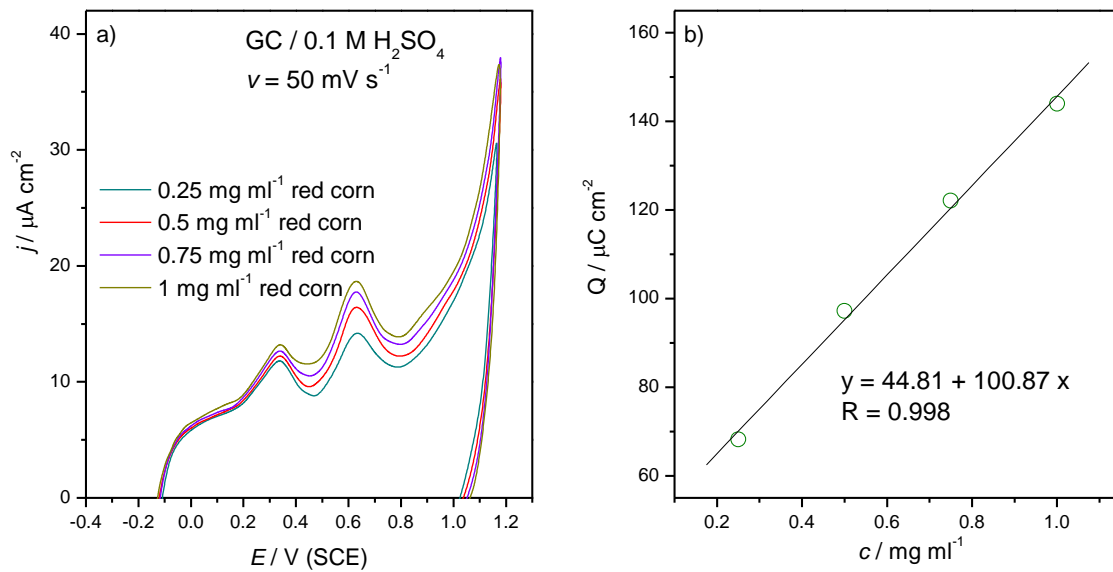 a)
GC / 0.1 M H₂SO₄
v = 50 mV s⁻¹
0.25 mg ml⁻¹ red corn
0.5 mg ml⁻¹ red corn
0.75 mg ml⁻¹ red corn
1 mg ml⁻¹ red corn
j / µA cm⁻²
40
30
20
10
0
-0.4 -0.2 0.0 0.2 0.4 0.6 0.8 1.0 1.2
E / V (SCE)
b)
Q / µC cm⁻²
160
140
120
100
80
60
y = 44.81 + 100.87 x
R = 0.998
0.2 0.4 0.6 0.8 1.0
c / mg ml⁻¹